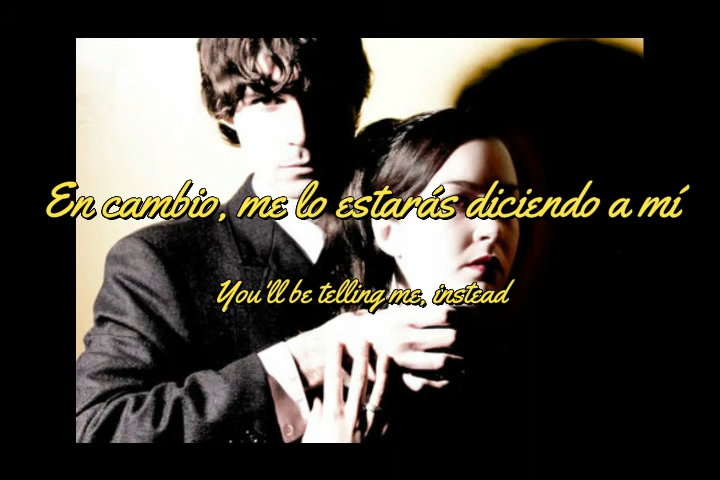 En cambio, me lo estarás diciendo a mí
You'll be telling me, instead